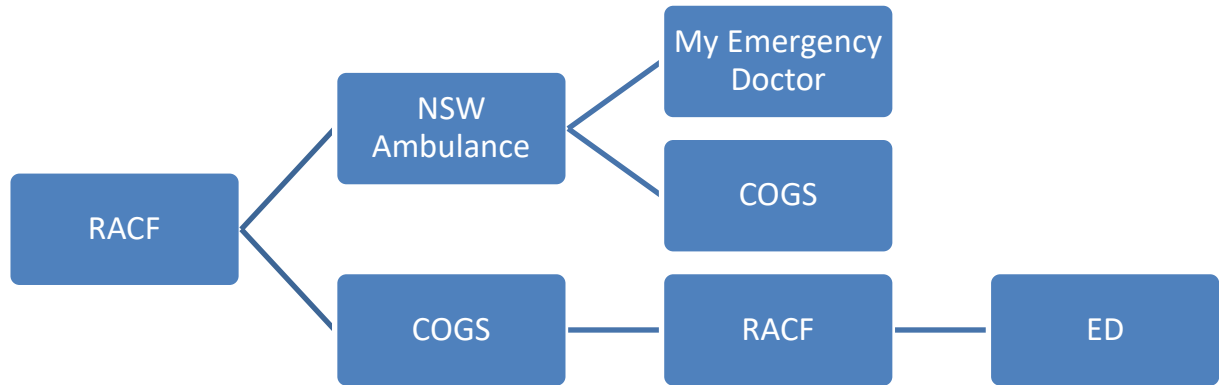 RACF
NSW
Ambulance
My Emergency
Doctor
COGS
COGS
RACF
ED